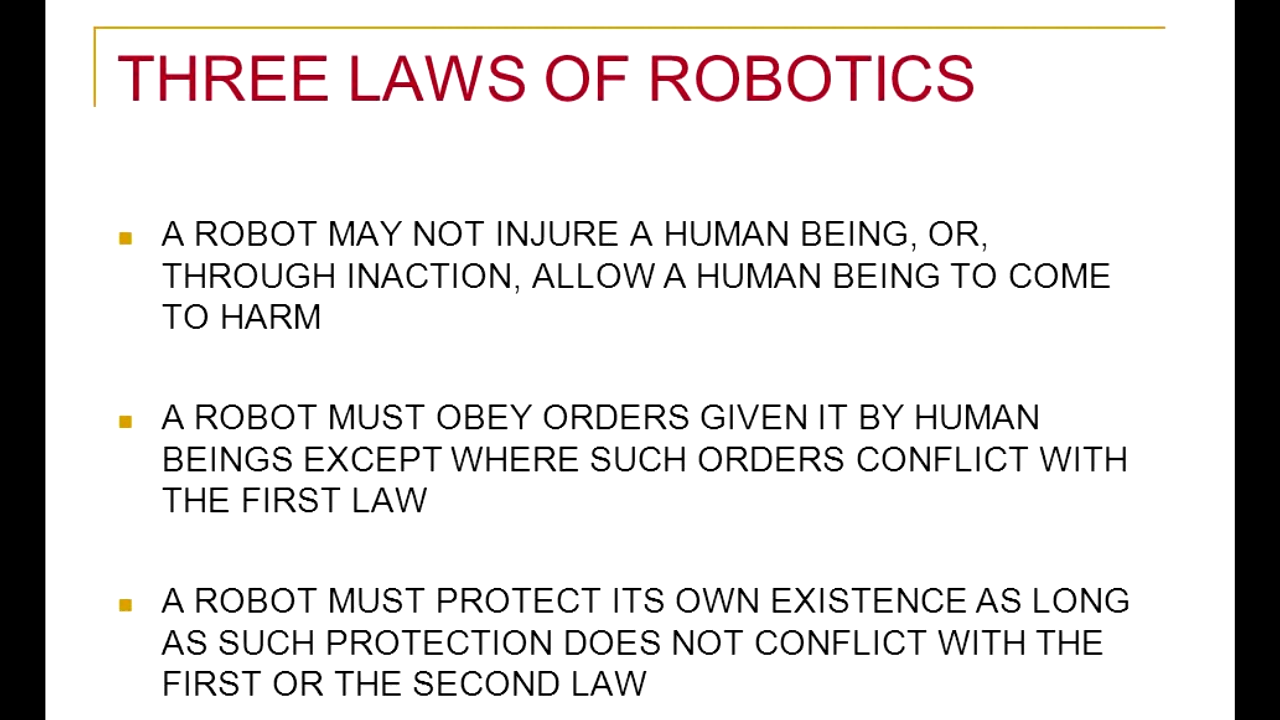 THREE LAWS OF ROBOTICS
A ROBOT MAY NOT INJURE A HUMAN BEING, OR,
THROUGH INACTION, ALLOW A HUMAN BEING TO COME
TO HARM
A ROBOT MUST OBEY ORDERS GIVEN IT BY HUMAN
BEINGS EXCEPT WHERE SUCH ORDERS CONFLICT WITH
THE FIRST LAW
A ROBOT MUST PROTECT ITS OWN EXISTENCE AS LONG
AS SUCH PROTECTION DOES NOT CONFLICT WITH THE
FIRST OR THE SECOND LAW